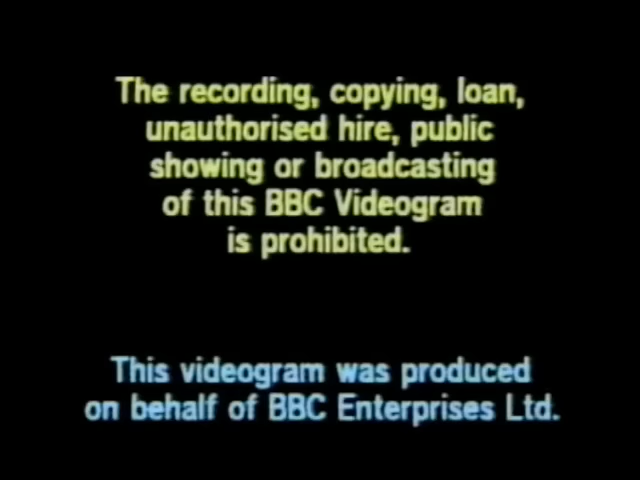 The recording, copying, loan,
unauthorised hire, public
showing or broadcasting
of this BBC Videogram
is prohibited.
This videogram was produced
on behalf of BBC Enterprises Ltd.